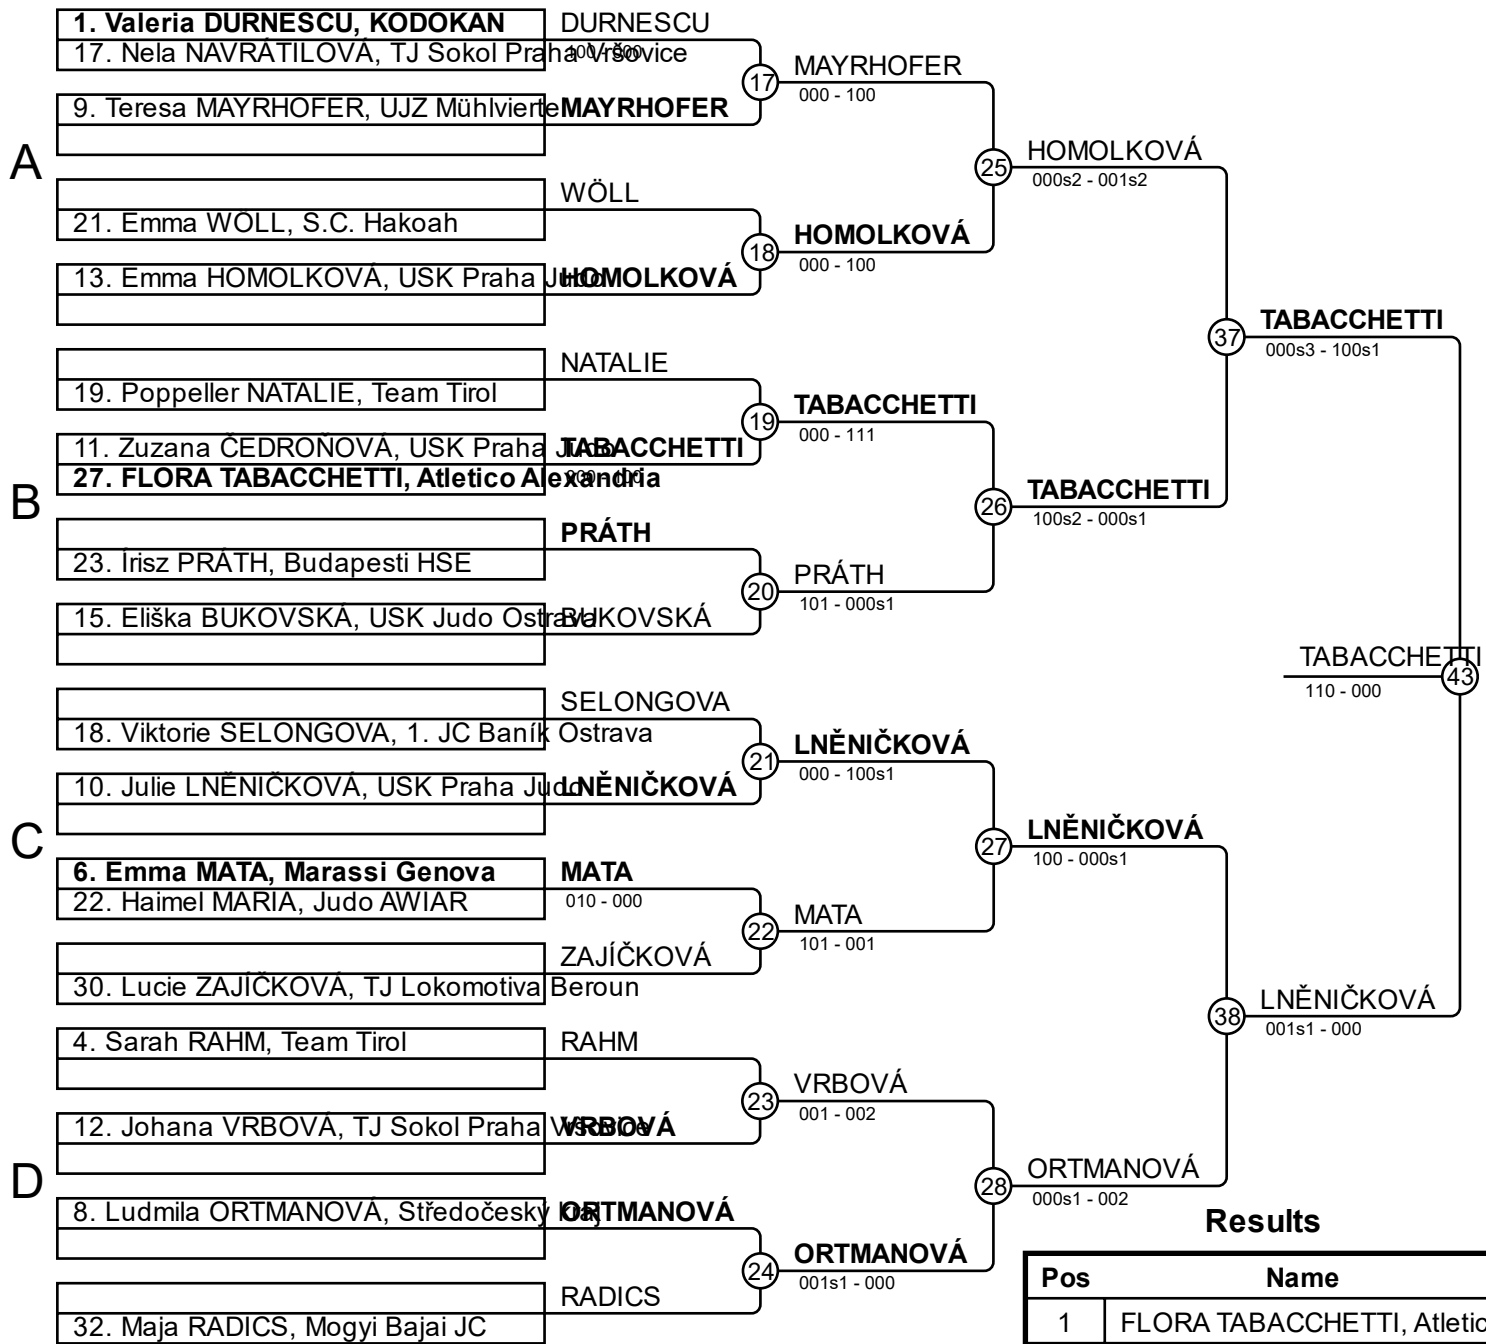 1. Valeria DURNESCU, KODOKAN
DURNESCU
17. Nela NAVRÁTILOVÁ, TJ Sokol Praha Vršovice
100 - 000
17
MAYRHOFER
000 - 100
9. Teresa MAYRHOFER, UJZ Mühlviertel
MAYRHOFER
A
25
HOMOLKOVÁ
000s2 - 001s2
WÖLL
21. Emma WÖLL, S.C. Hakoah
18
HOMOLKOVÁ
000 - 100
13. Emma HOMOLKOVÁ, USK Praha Judo
HOMOLKOVÁ
37
TABACCHETTI
000s3 - 100s1
NATALIE
19. Poppeller NATALIE, Team Tirol
19
TABACCHETTI
000 - 111
11. Zuzana ČEDROŇOVÁ, USK Praha Judo
TABACCHETTI
27. FLORA TABACCHETTI, Atletico Alexandria
000 - 100
B
26
TABACCHETTI
100s2 - 000s1
PRÁTH
23. Írisz PRÁTH, Budapesti HSE
20
PRÁTH
101 - 000s1
15. Eliška BUKOVSKÁ, USK Judo Ostrava
BUKOVSKÁ
TABACCHETTI
43
110 - 000
SELONGOVA
18. Viktorie SELONGOVA, 1. JC Baník Ostrava
21
LNĚNIČKOVÁ
000 - 100s1
10. Julie LNĚNIČKOVÁ, USK Praha Judo
LNĚNIČKOVÁ
C
27
LNĚNIČKOVÁ
100 - 000s1
6. Emma MATA, Marassi Genova
MATA
22. Haimel MARIA, Judo AWIAR
010 - 000
22
MATA
101 - 001
ZAJÍČKOVÁ
30. Lucie ZAJÍČKOVÁ, TJ Lokomotiva Beroun
38
LNĚNIČKOVÁ
001s1 - 000
4. Sarah RAHM, Team Tirol
RAHM
23
VRBOVÁ
001 - 002
12. Johana VRBOVÁ, TJ Sokol Praha Vršovice
VRBOVÁ
D
28
ORTMANOVÁ
000s1 - 002
8. Ludmila ORTMANOVÁ, Středočeský kraj
ORTMANOVÁ
24
ORTMANOVÁ
001s1 - 000
RADICS
32. Maja RADICS, Mogyi Bajai JC
Results
Pos Name
1 FLORA TABACCHETTI, Atletic